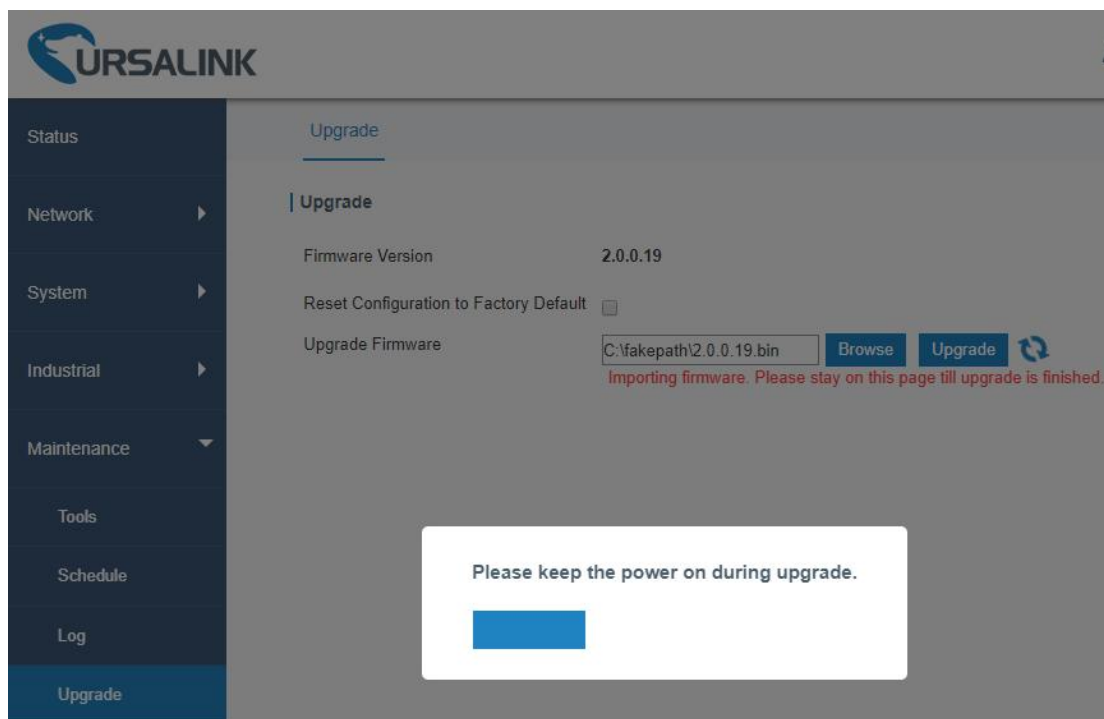 URSALINK
Status
Upgrade
Network
Upgrade
Firmware Version 2.0.0.19
System
Reset Configuration to Factory Default
Upgrade Firmware C:\fakepath\2.0.0.19.bin Browse Upgrade
Importing firmware. Please stay on this page till upgrade is finished.
Industrial
Maintenance
Tools
Please keep the power on during upgrade.
Schedule
Log
Upgrade